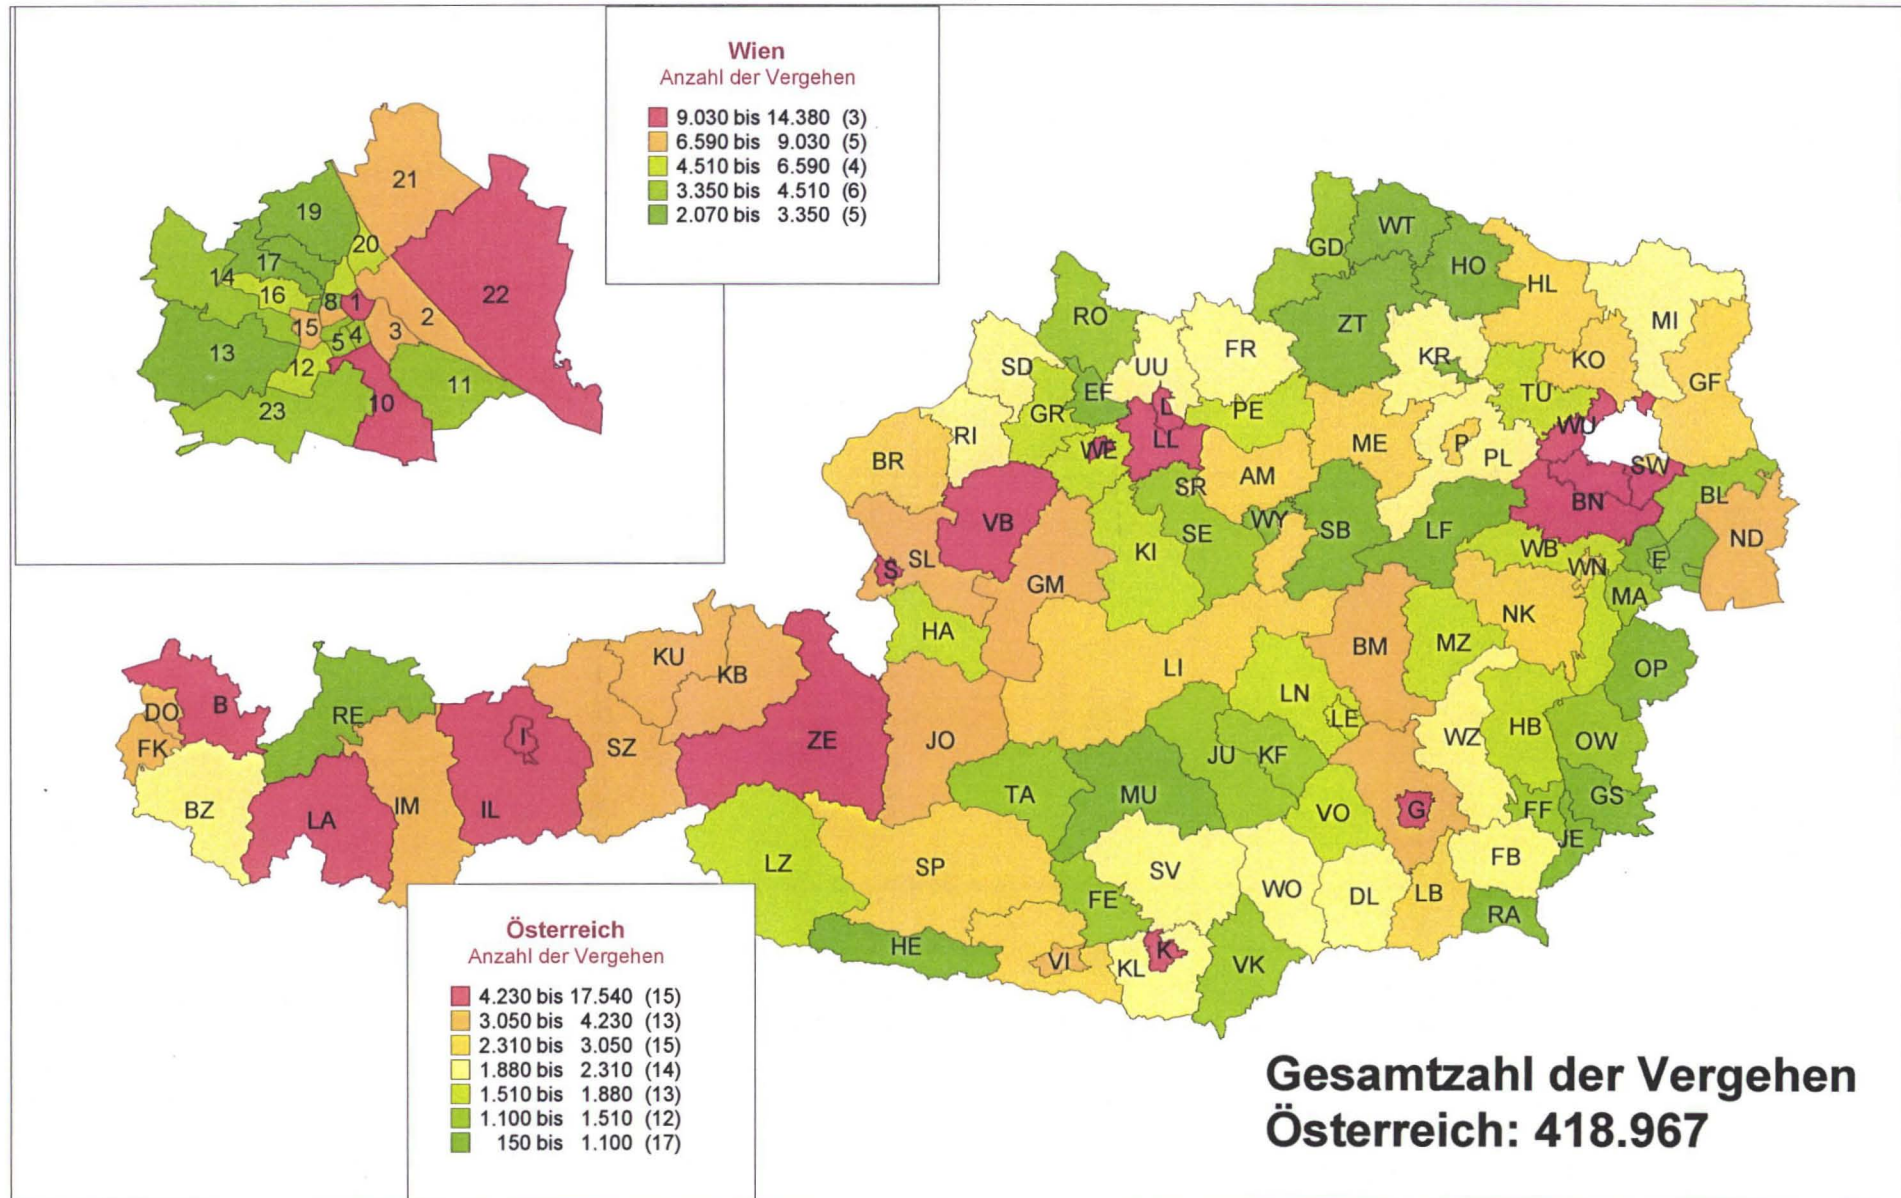 Wien
Anzahl der Vergehen
9.030 bis 14.380 (3)
6.590 bis 9.030 (5)
4.510 bis 6.590 (4)
3.350 bis 4.510 (6)
2.070 bis 3.350 (5)
21
19
20
22
14
17
16
8
1
2
15
3
5
4
13
12
11
23
10
GD
WT
HO
HL
RO
ZT
MI
SD
UU
FR
KR
KO
GF
EF
GR
L
PE
TU
RI
WE
LL
ME
P
PL
WU
BR
AM
SW
SR
BN
BL
VB
SE
WY
SB
LF
ND
SL
KI
WB
E
S
GM
WN
MA
HA
NK
BM
MZ
KU
KB
LI
OP
B
LN
DO
RE
LE
HB
FK
I
SZ
ZE
JO
JU
KF
WZ
OW
BZ
LA
IM
IL
TA
MU
VO
G
FF
GS
JE
LZ
SP
SV
FB
FE
WO
DL
LB
RA
HE
VI
KL
K
VK
Österreich
Anzahl der Vergehen
4.230 bis 17.540 (15)
3.050 bis 4.230 (13)
2.310 bis 3.050 (15)
1.880 bis 2.310 (14)
1.510 bis 1.880 (13)
1.100 bis 1.510 (12)
150 bis 1.100 (17)
Gesamtzahl der Vergehen
Österreich: 418.967